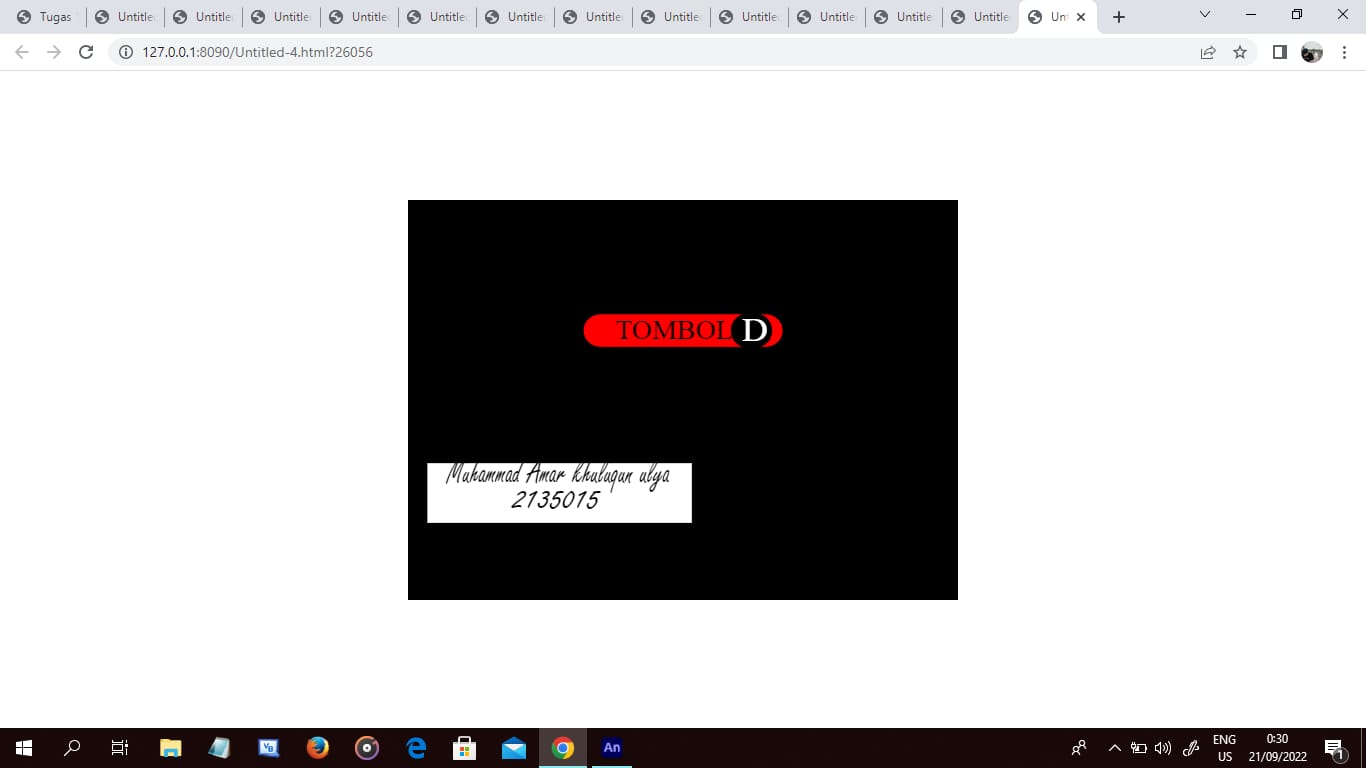 Tugas
Untitle
Untitle
Untitle
Untitle
Untitle
Untitle
Untitle
Untitle
Untitle
Untitle
Untitle
Untitle
Unt
127.0.0.1:8090/Untitled-4.html?26056
TOMBOL D
Muhammad Amar khuluqun ulya
2135015
An
ENG
US
0:30
21/09/2022
1